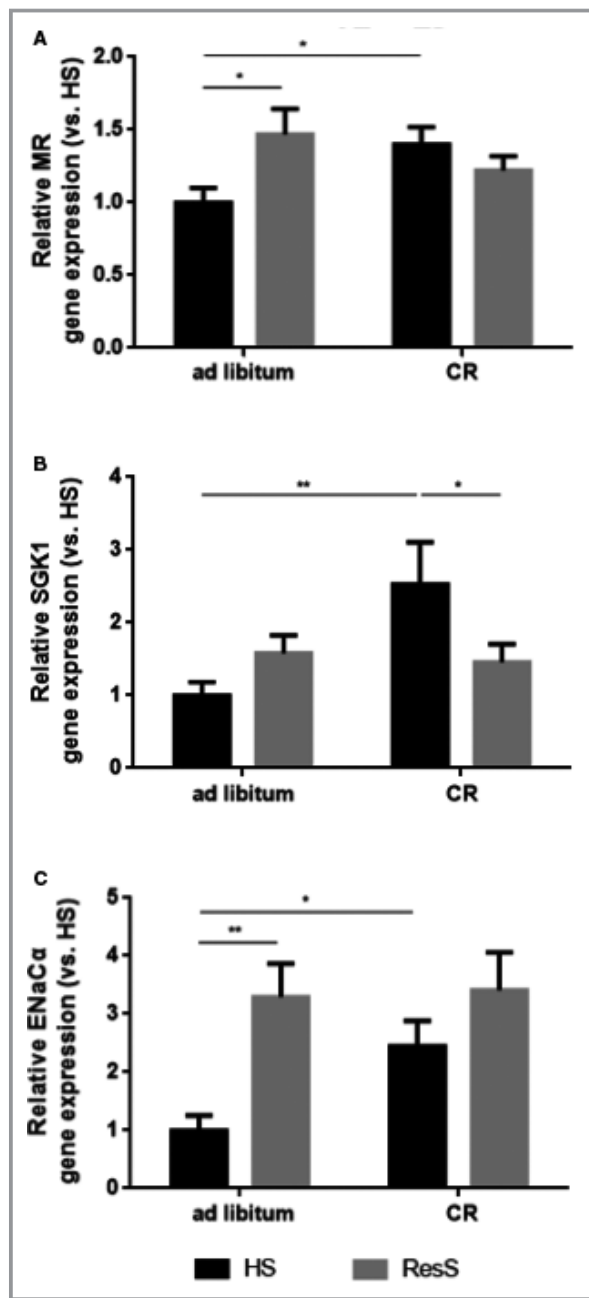 A
Relative MR
gene expression (vs. HS)
2.0
1.5
1.0
0.5
0.0
*
*
ad libitum
CR
B
Relative SGK1
gene expression (vs. HS)
4
3
2
1
0
**
*
ad libitum
CR
C
Relative ENaCα
gene expression (vs. HS)
5
4
3
2
1
0
*
**
ad libitum
CR
HS
ResS